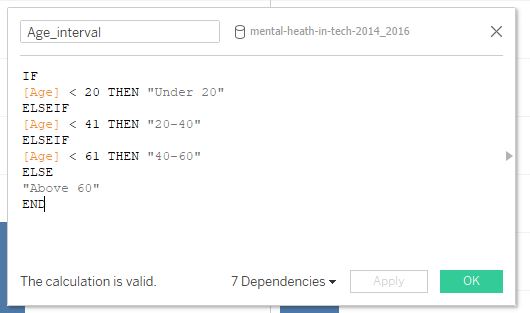 Age_interval
mental-heath-in-tech-2014_2016
IF
[Age] < 20 THEN "Under 20"
ELSEIF
[Age] < 41 THEN "20-40"
ELSEIF
[Age] < 61 THEN "40-60"
ELSE
"Above 60"
END
The calculation is valid.
7 Dependencies
Apply
OK